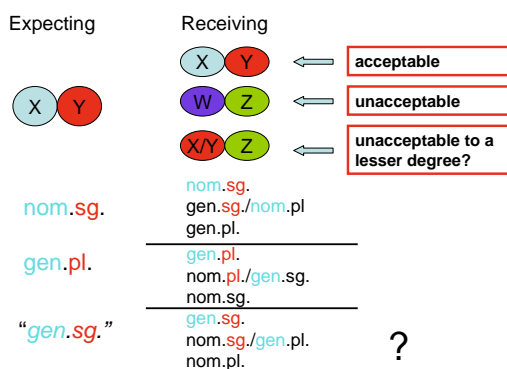 Expecting Receiving
X Y
acceptable
X Y
W Z
unacceptable
X/Y Z
unacceptable to a
lesser degree?
nom.sg.
nom.sg.
gen.sg./nom.pl
gen.pl.
gen.pl.
gen.pl.
nom.pl./gen.sg.
nom.sg.
“gen.sg.”
gen.sg.
nom.sg./gen.pl.
nom.pl.
?